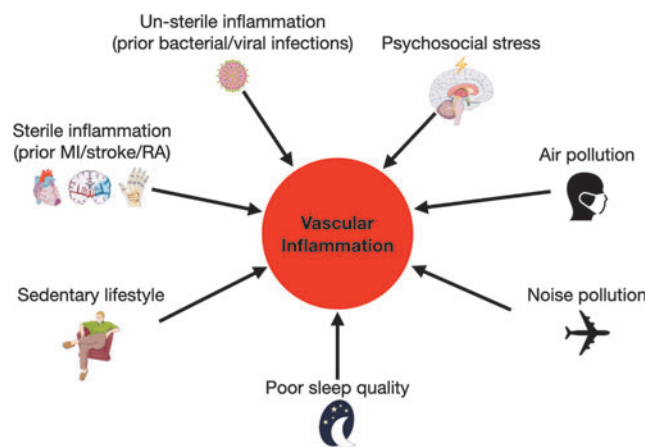 Un-sterile inflammation
(prior bacterial/viral infections)
Psychosocial stress
Sterile inflammation
(prior MI/stroke/RA)
Air pollution
Vascular
Inflammation
Sedentary lifestyle
Noise pollution
Poor sleep quality